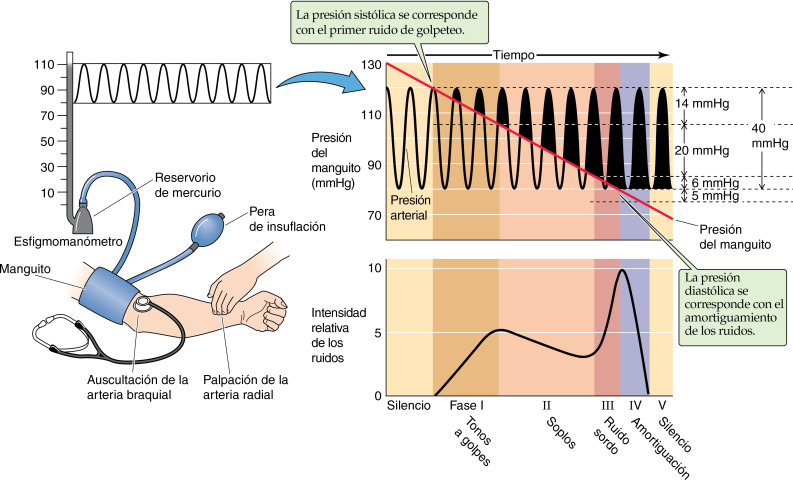 La presión sistólica se corresponde
con el primer ruido de golpeteo.
110
90
70
50
30
10
Reservorio
de mercurio
Pera
de insuflación
Esfigmomanómetro
Manguito
Auscultación de la
arteria braquial
Palpación de la
arteria radial
Tiempo
130
110
90
70
Presión
del
manguito
(mmHg)
Presión
arterial
14 mmHg
20 mmHg
6 mmHg
5 mmHg
40
mmHg
Presión
del manguito
La presión
diastólica se
corresponde con el
amortiguamiento
de los ruidos.
10
5
0
Intensidad
relativa
de los
ruidos
Silencio
Fase I
II
III
IV
V
Tonos
a golpes
Soplos
Ruido
sordo
Amortiguación
Silencio